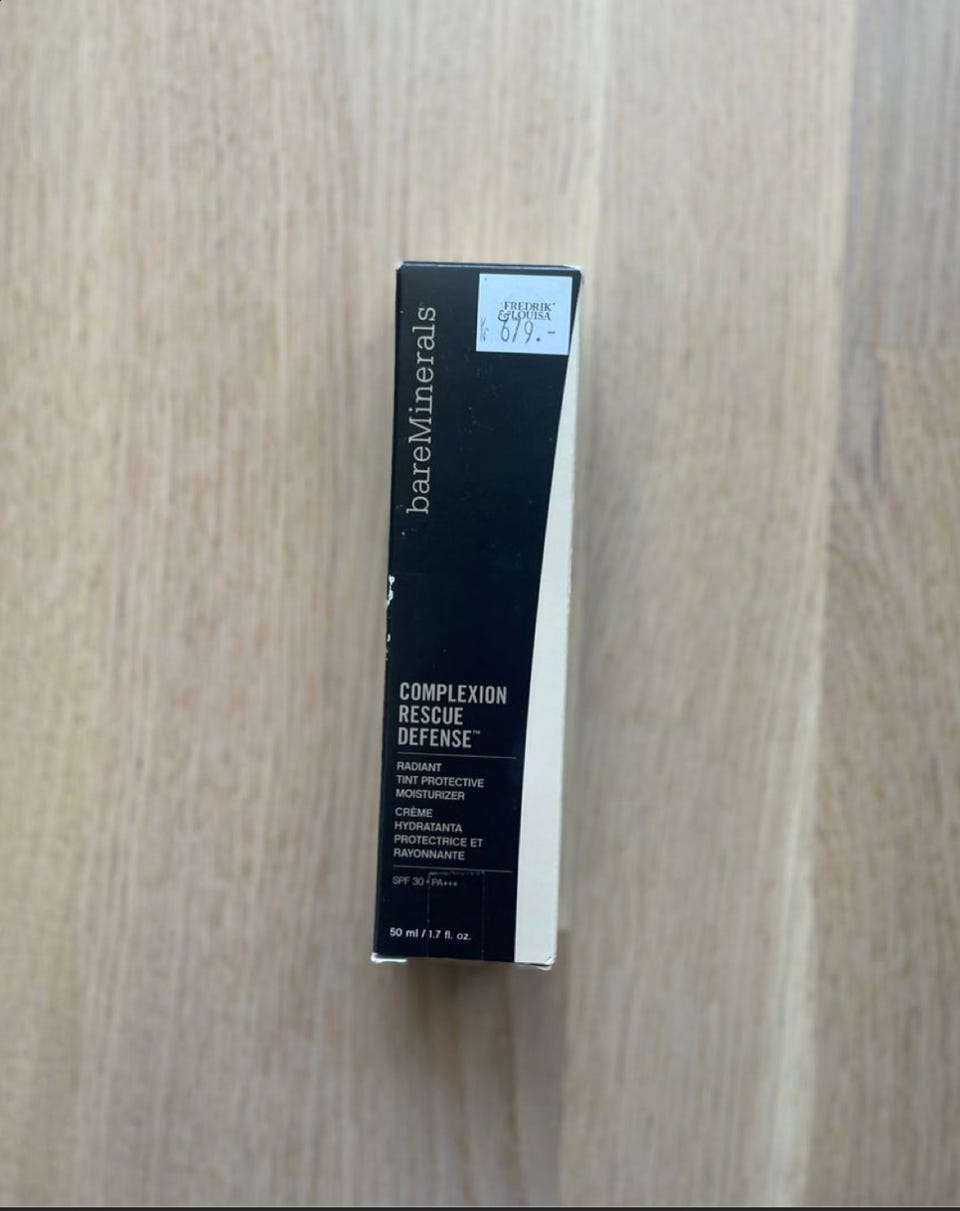 FREDRIK
& LOUISA
Kr 679.-
bareMinerals
COMPLEXION
RESCUE
DEFENSE™
RADIANT
TINT PROTECTIVE
MOISTURIZER
CRÈME
HYDRATANTA
PROTECTRICE ET
RAYONNANTE
SPF 30 • PA+++
50 ml / 1.7 fl. oz.